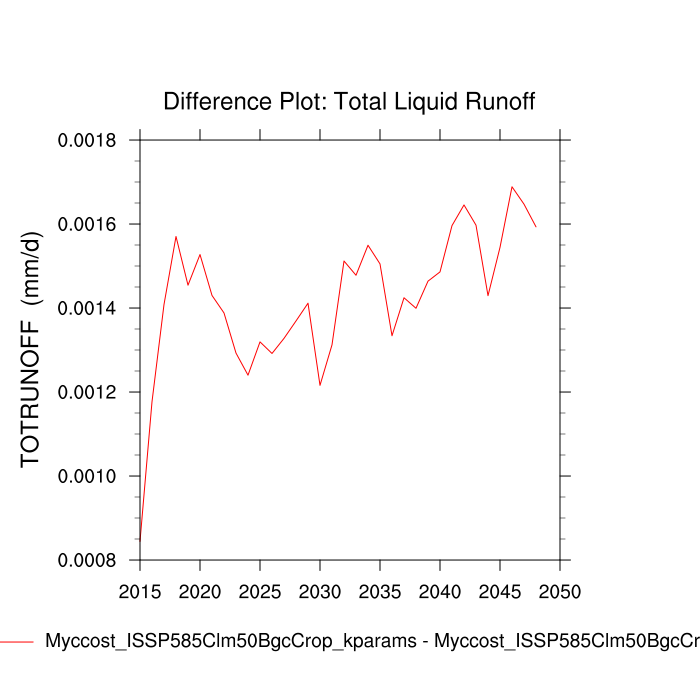 Difference Plot: Total Liquid Runoff
TOTRUNOFF (mm/d)
0.0018
0.0016
0.0014
0.0012
0.0010
0.0008
2015 2020 2025 2030 2035 2040 2045 2050
Myccost_ISSP585Clm50BgcCrop_kparams - Myccost_ISSP585Clm50BgcCr